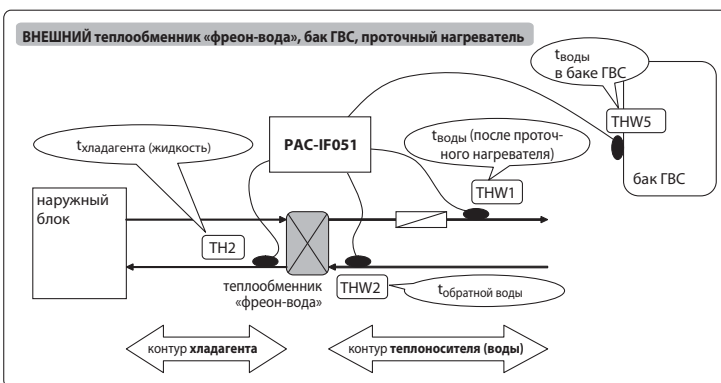 ВНЕШНИЙ теплообменник «фреон-вода», бак ГВС, проточный нагреватель
tводы
в баке ГВС
THW5
бак ГВС
tхладагента (жидкость)
PAC-IF051
tводы (после проточ-
ного нагревателя)
THW1
наружный
блок
TH2
теплообменник
«фреон-вода»
THW2
tобратной воды
контур хладагента
контур теплоносителя (воды)